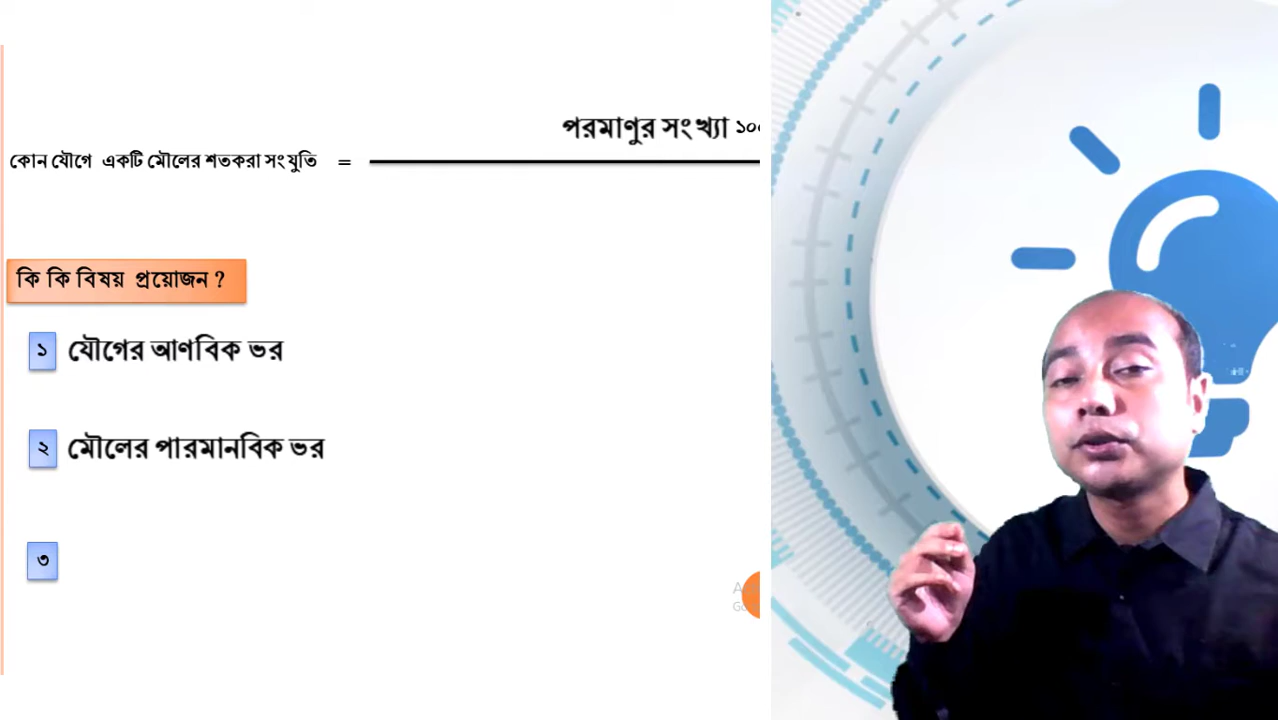 পরমাণুর সংখ্যা
কোন যৌগে একটি মৌলের শতকরা সংযুতি =
কি কি বিষয় প্রয়োজন ?
১ যৌগের আণবিক ভর
২ মৌলের পারমানবিক ভর
৩